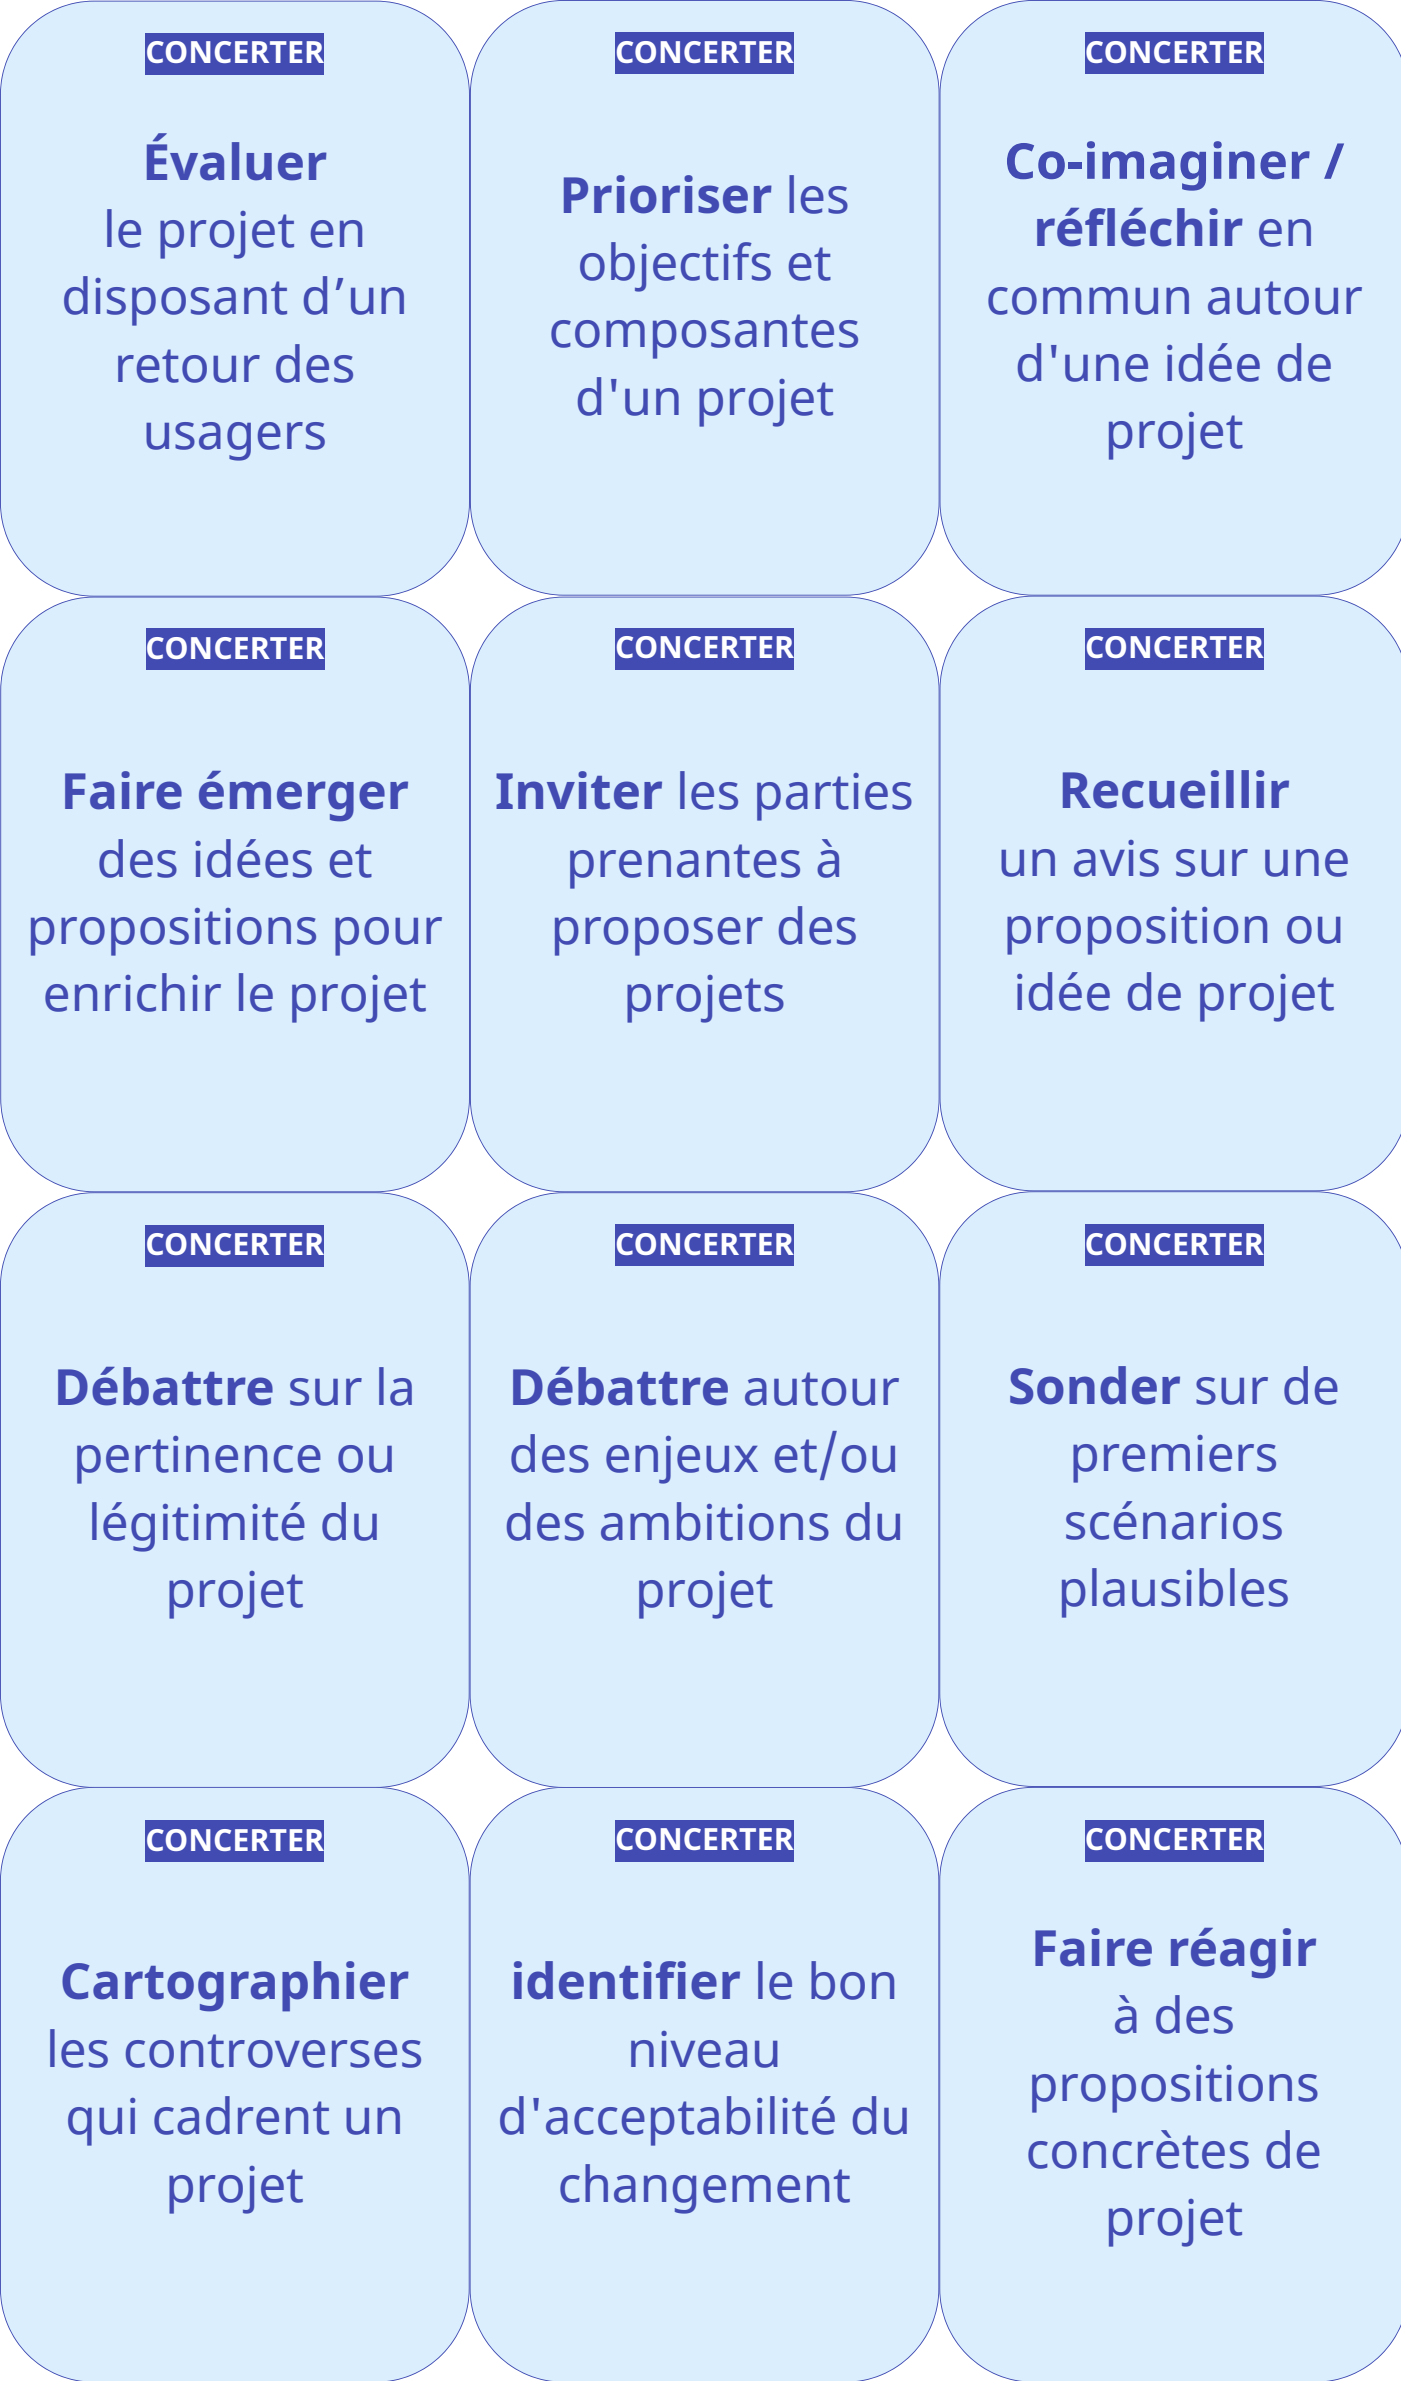 CONCERTER
Évaluer
le projet en
disposant d’un
retour des
usagers
CONCERTER
Prioriser les
objectifs et
composantes
d'un projet
CONCERTER
Co-imaginer /
réfléchir en
commun autour
d'une idée de
projet
CONCERTER
Faire émerger
des idées et
propositions pour
enrichir le projet
CONCERTER
Inviter les parties
prenantes à
proposer des
projets
CONCERTER
Recueillir
un avis sur une
proposition ou
idée de projet
CONCERTER
Débattre sur la
pertinence ou
légitimité du
projet
CONCERTER
Débattre autour
des enjeux et/ou
des ambitions du
projet
CONCERTER
Sonder sur de
premiers
scénarios
plausibles
CONCERTER
Cartographier
les controverses
qui cadrent un
projet
CONCERTER
identifier le bon
niveau
d'acceptabilité du
changement
CONCERTER
Faire réagir
à des
propositions
concrètes de
projet